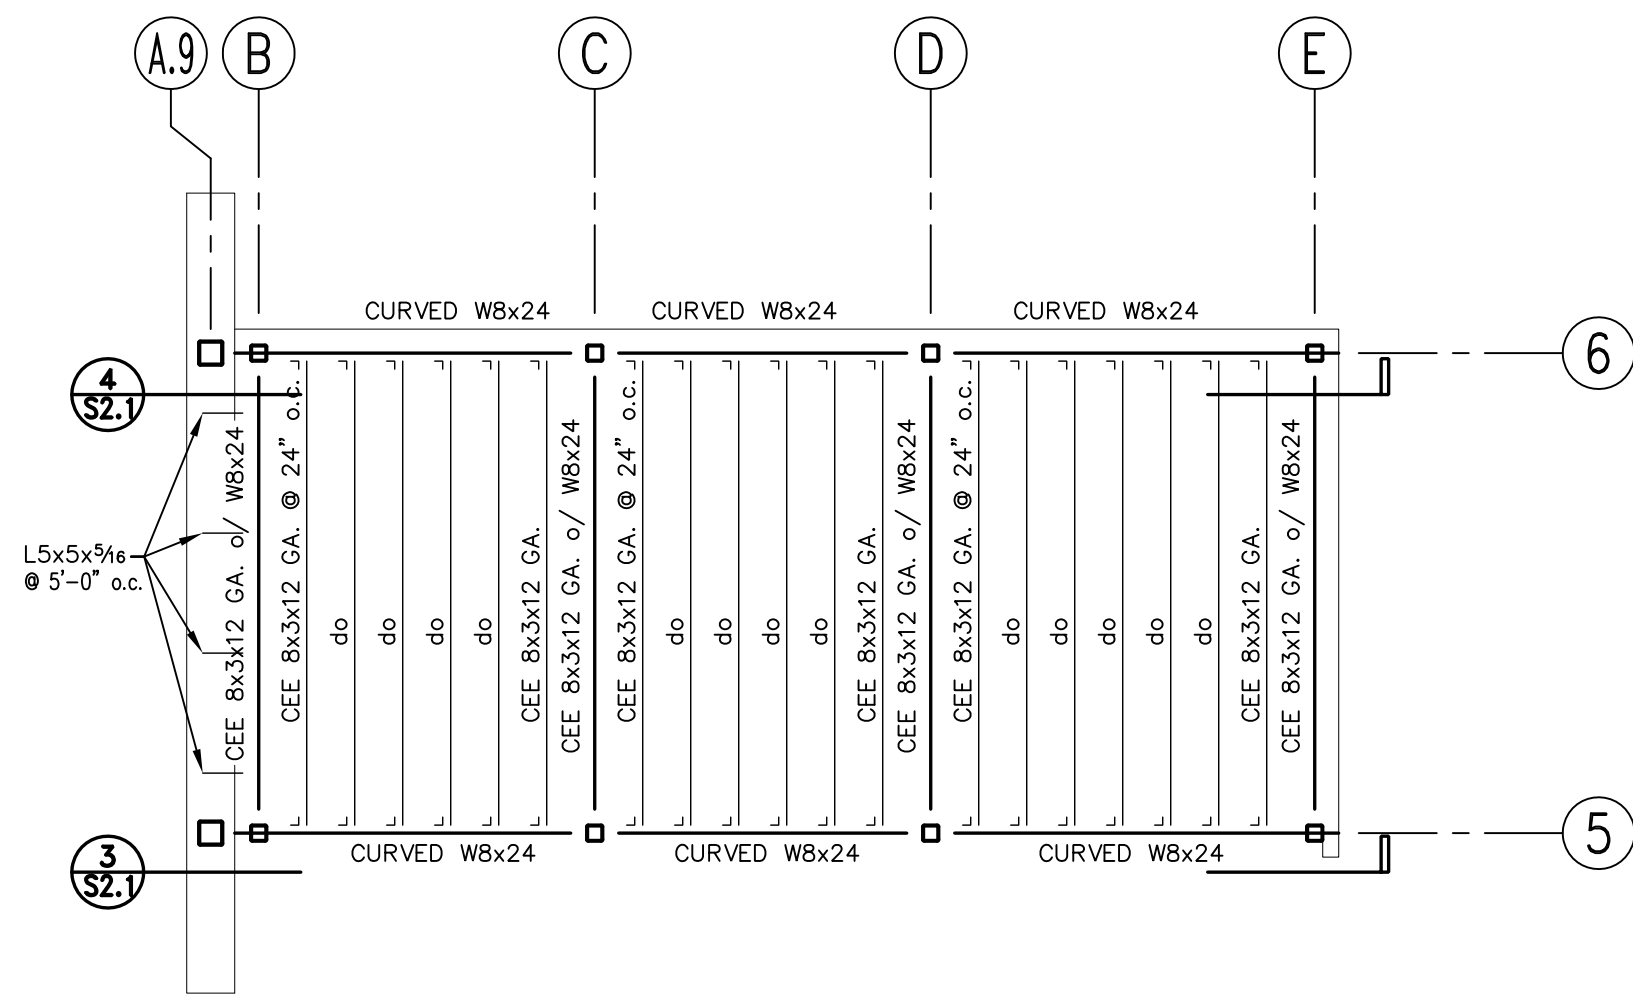 A.9 B C D E
CURVED W8x24 CURVED W8x24 CURVED W8x24
6
4
S2.1
L5x5x5/16
@ 5'-0" o.c.
CEE 8x3x12 GA. o/ W8x24
CEE 8x3x12 GA. @ 24" o.c.
do
do
do
do
CEE 8x3x12 GA.
CEE 8x3x12 GA. o/ W8x24
CEE 8x3x12 GA. @ 24" o.c.
do
do
do
do
CEE 8x3x12 GA.
CEE 8x3x12 GA. o/ W8x24
CEE 8x3x12 GA. @ 24" o.c.
do
do
do
do
do
CEE 8x3x12 GA.
CEE 8x3x12 GA. o/ W8x24
5
CURVED W8x24 CURVED W8x24 CURVED W8x24
3
S2.1